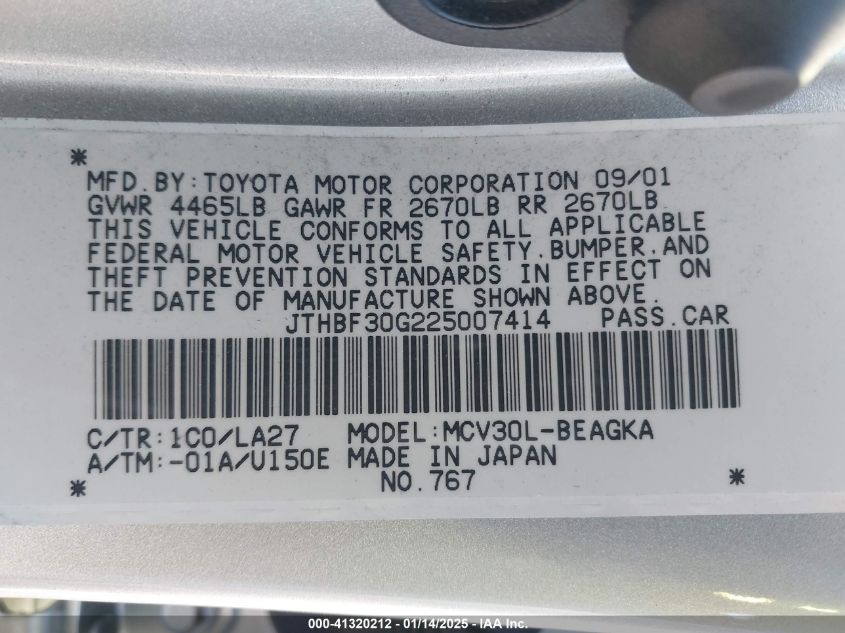 * MFD.BY:TOYOTA MOTOR CORPORATION 09/01
GVWR 4465LB GAWR FR 2670LB RR 2670LB
THIS VEHICLE CONFORMS TO ALL APPLICABLE
FEDERAL MOTOR VEHICLE SAFETY.BUMPER.AND
THEFT PREVENTION STANDARDS IN EFFECT ON
THE DATE OF MANUFACTURE SHOWN ABOVE.
JTHBF30G225007414 PASS.CAR
C/TR:1C0/LA27 MODEL:MCV30L-BEAGKA
A/TM:-01A/U150E MADE IN JAPAN
* NO.767 *
000-41320212 - 01/14/2025 - IAA Inc.